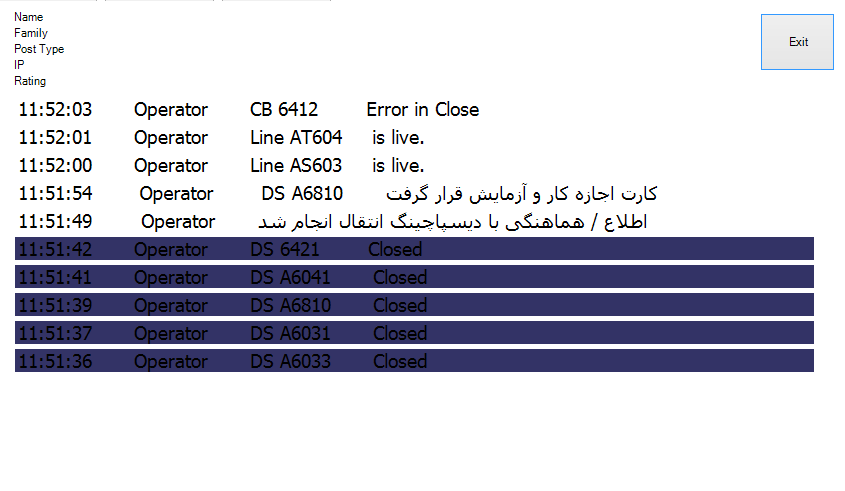 Name
Family
Post Type
IP
Rating
Exit
11:52:03 Operator CB 6412 Error in Close
11:52:01 Operator Line AT604 is live.
11:52:00 Operator Line AS603 is live.
11:51:54 Operator DS A6810 کارت اجازه کار و آزمایش قرار گرفت
11:51:49 Operator اطلاع / هماهنگی با دیسپاچینگ انتقال انجام شد
11:51:42 Operator DS 6421 Closed
11:51:41 Operator DS A6041 Closed
11:51:39 Operator DS A6810 Closed
11:51:37 Operator DS A6031 Closed
11:51:36 Operator DS A6033 Closed